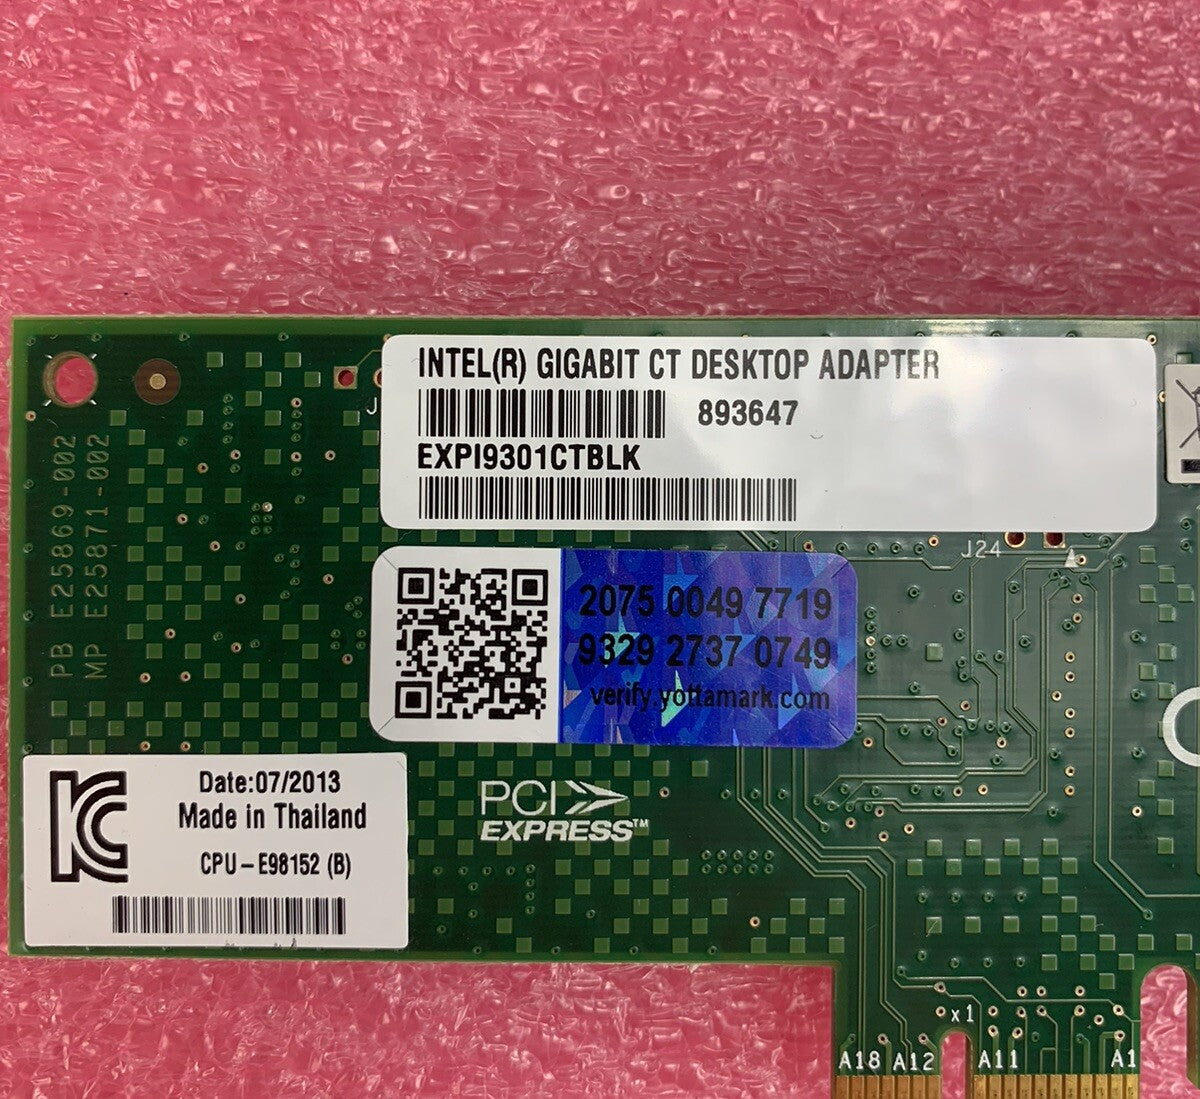 INTEL(R) GIGABIT CT DESKTOP ADAPTER
893647
EXPI9301CTBLK
J24
PB E25869-002
MP E25871-002
2075 0049 7719
9329 2737 0749
verify.yottamark.com
Date:07/2013
Made in Thailand
CPU-E98152 (B)
PCI
EXPRESS™
x1
A18 A12 A11 A1